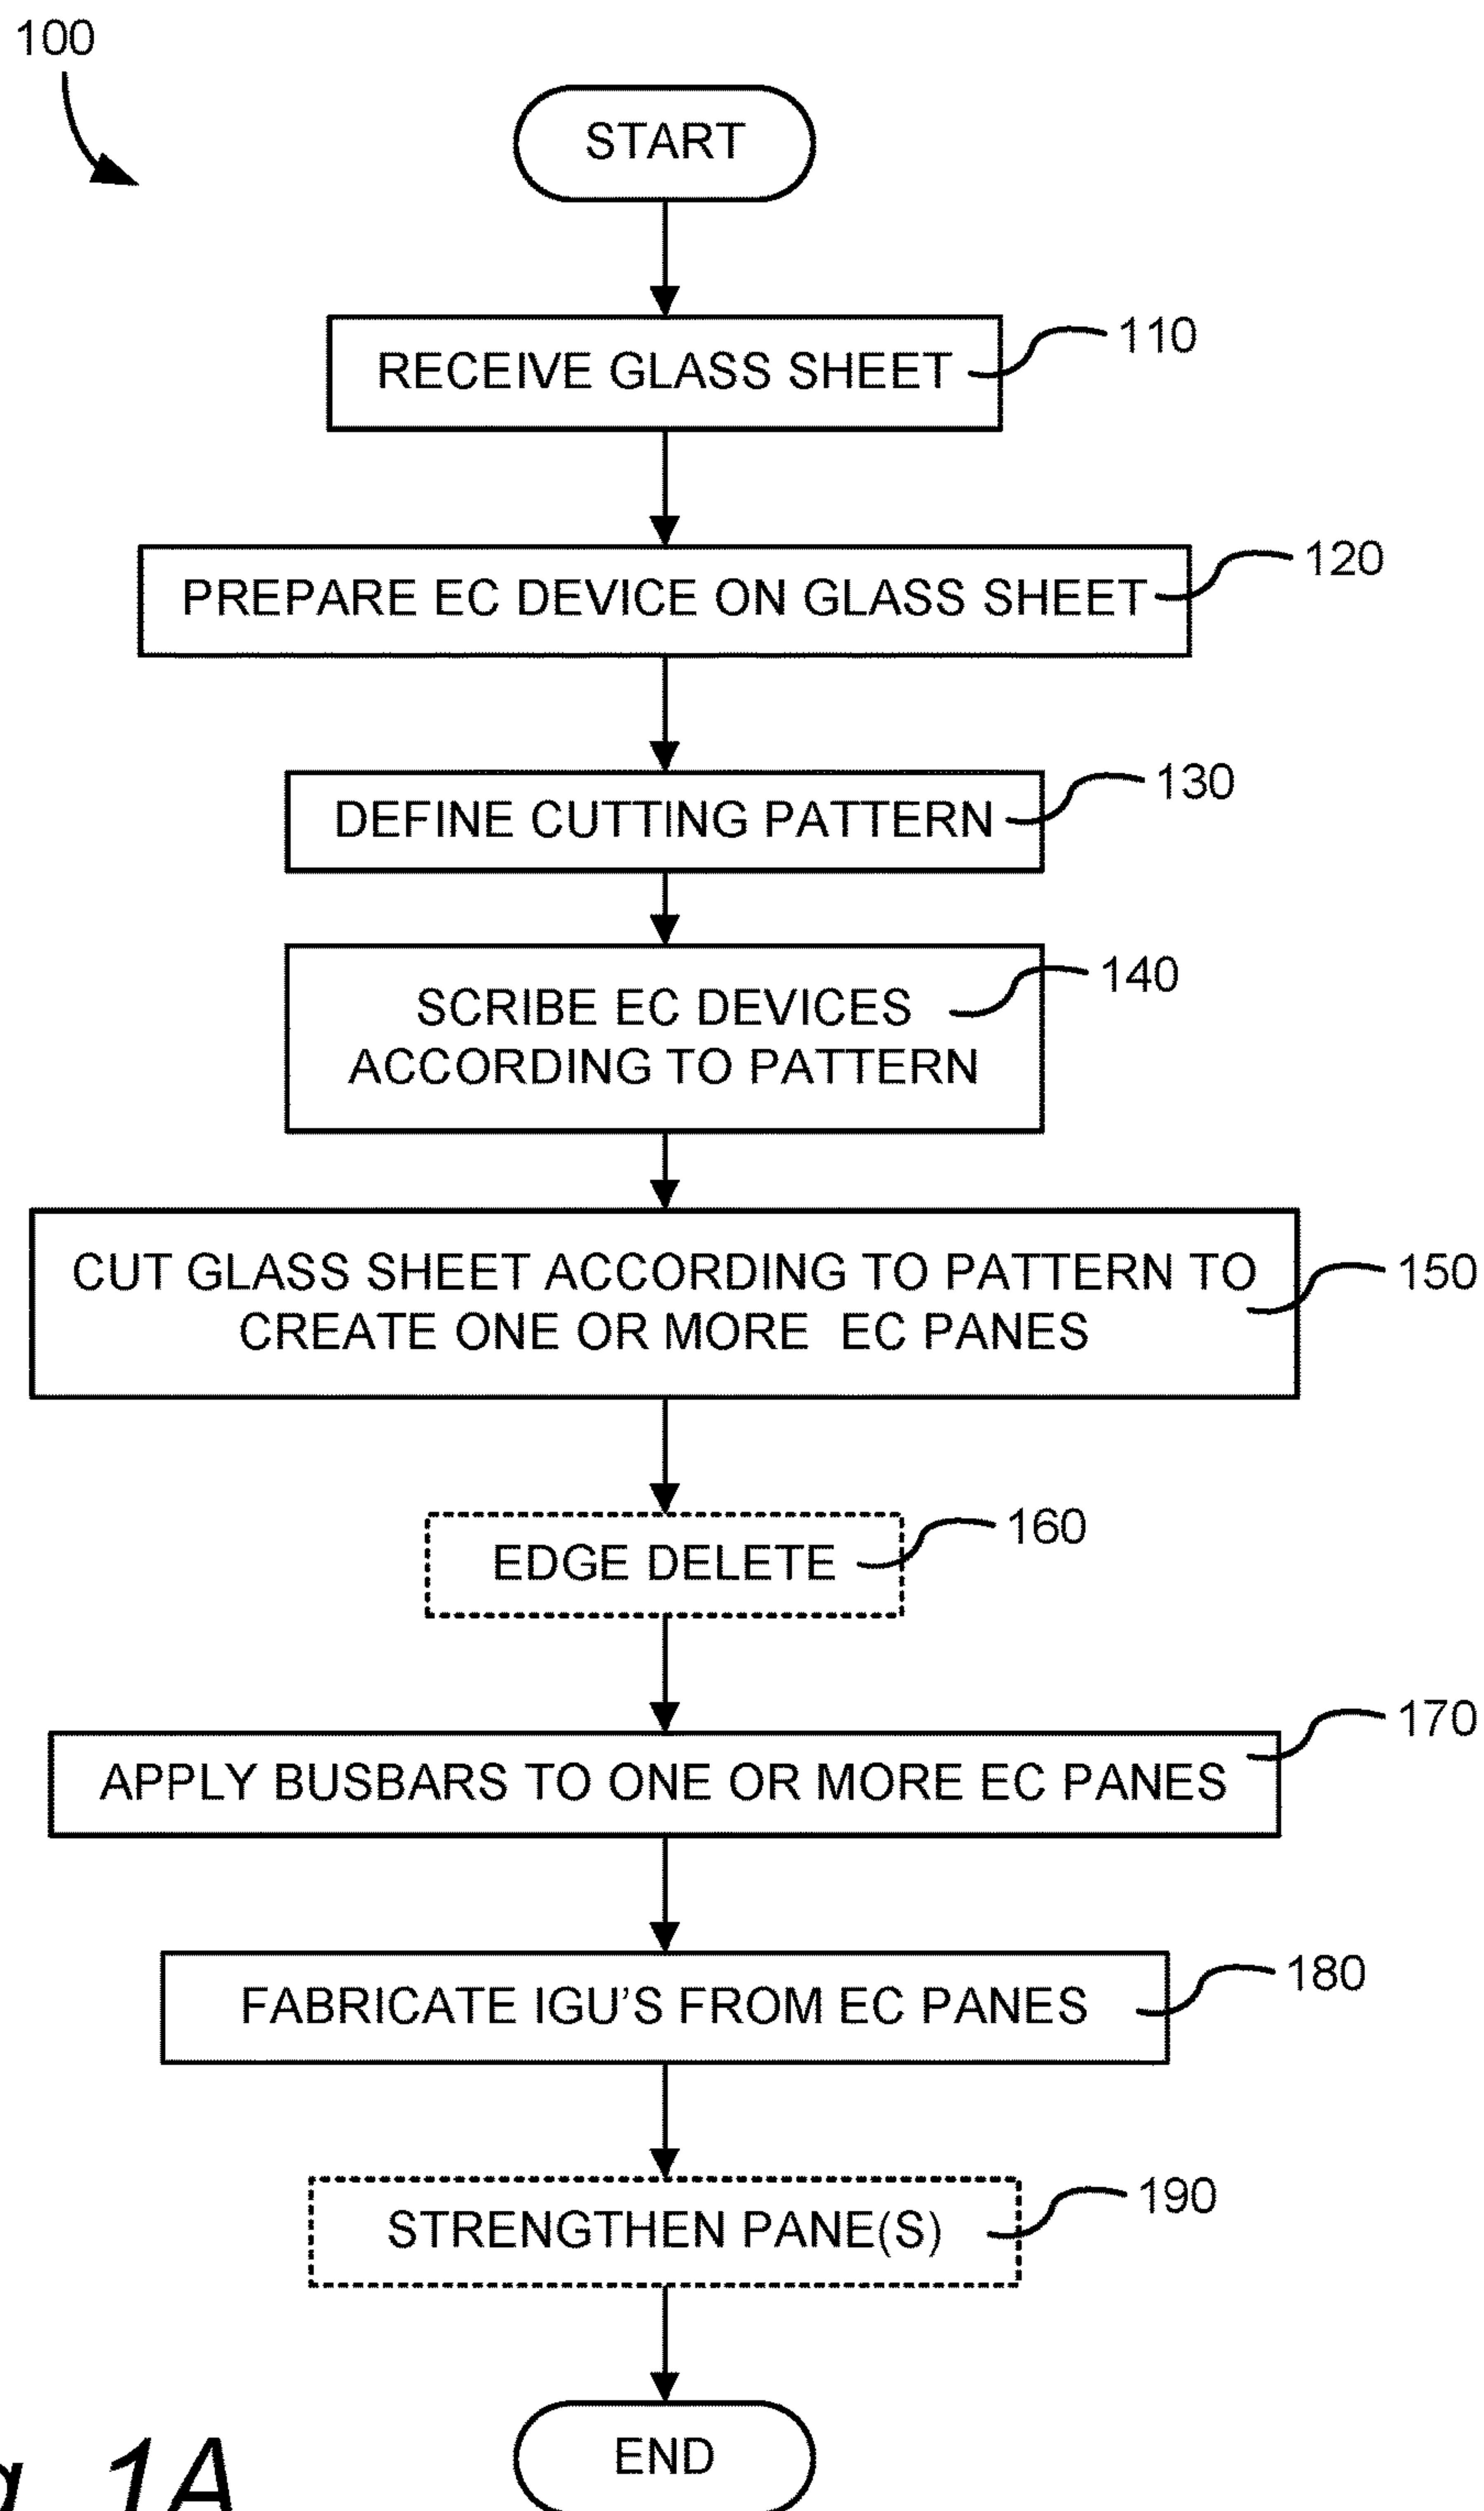 100
START
RECEIVE GLASS SHEET
110
PREPARE EC DEVICE ON GLASS SHEET
120
DEFINE CUTTING PATTERN
130
SCRIBE EC DEVICES
ACCORDING TO PATTERN
140
CUT GLASS SHEET ACCORDING TO PATTERN TO
CREATE ONE OR MORE EC PANES
150
EDGE DELETE
160
APPLY BUSBARS TO ONE OR MORE EC PANES
170
FABRICATE IGU'S FROM EC PANES
180
STRENGTHEN PANE(S)
190
END
1A